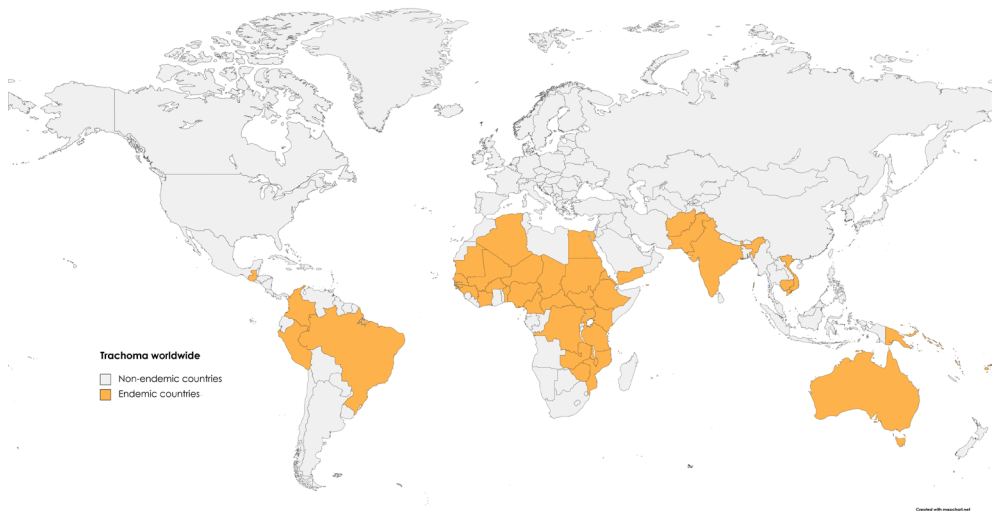 Trachoma worldwide
Non-endemic countries
Endemic countries
Created with mapchart.net